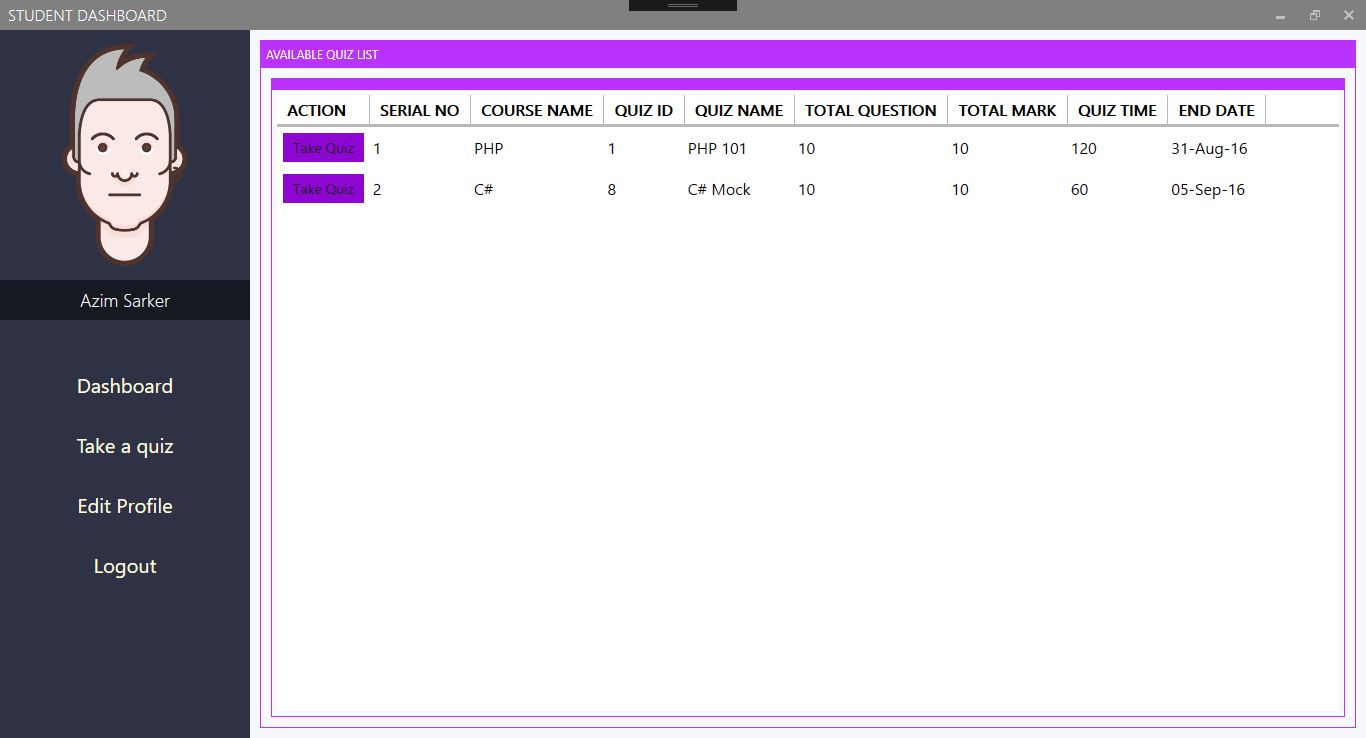 STUDENT DASHBOARD
Azim Sarker
Dashboard
Take a quiz
Edit Profile
Logout
AVAILABLE QUIZ LIST
ACTION SERIAL NO COURSE NAME QUIZ ID QUIZ NAME TOTAL QUESTION TOTAL MARK QUIZ TIME END DATE
Take Quiz 1 PHP 1 PHP 101 10 10 120 31-Aug-16
Take Quiz 2 C# 8 C# Mock 10 10 60 05-Sep-16